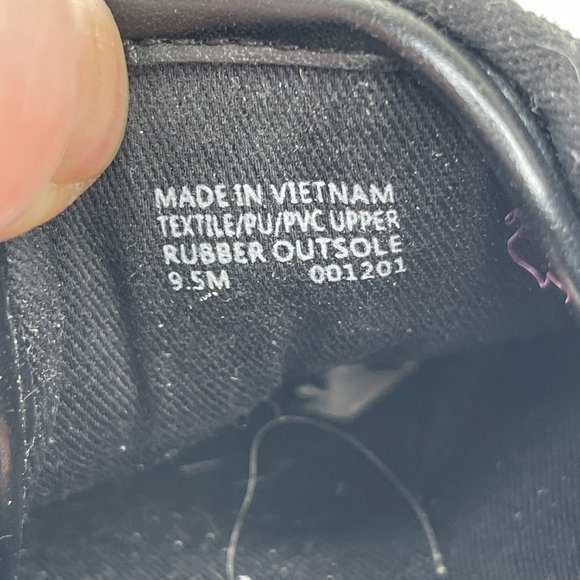 MADE IN VIETNAM
TEXTILE/PU/PVC UPPER
RUBBER OUTSOLE
9.5M 001201